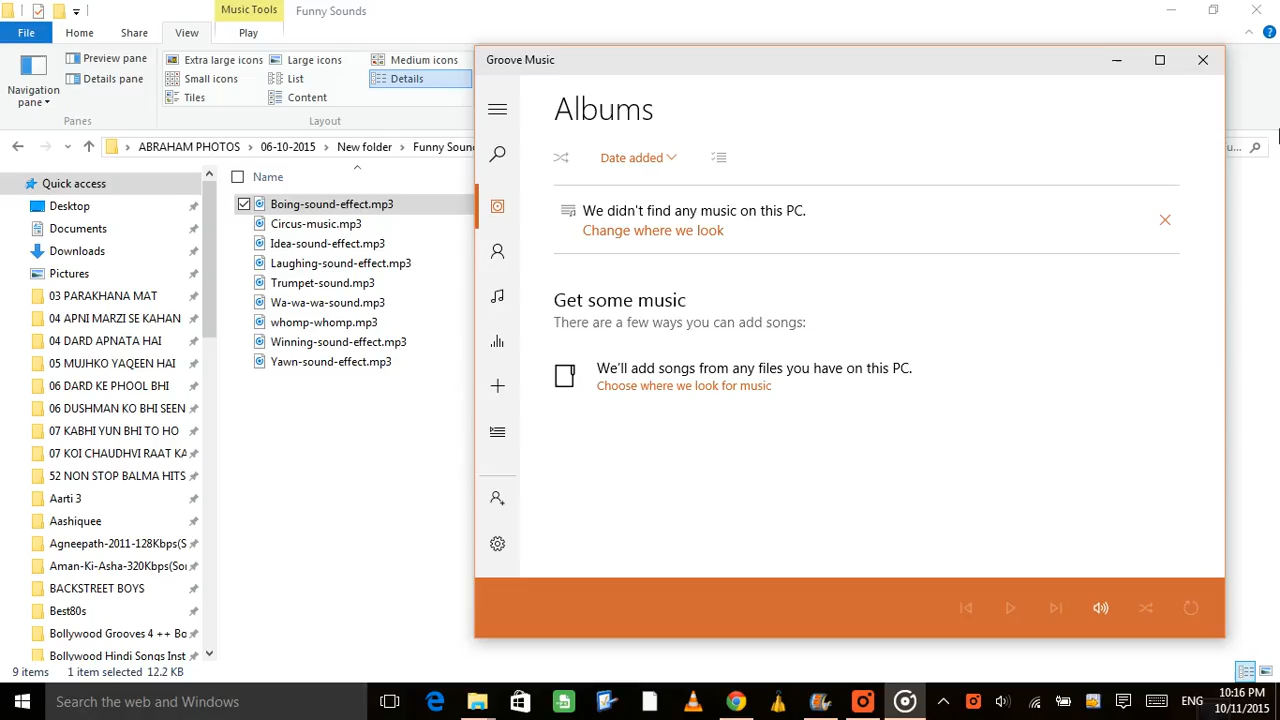 Music Tools
Funny Sounds
File
Home
Share
View
Play
Navigation pane
Preview pane
Details pane
Panes
Extra large icons
Large icons
Medium icons
Small icons
List
Details
Tiles
Content
Layout
ABRAHAM PHOTOS
06-10-2015
New folder
Funny Soun
u...
Quick access
Desktop
Documents
Downloads
Pictures
03 PARAKHANA MAT
04 APNI MARZI SE KAHAN
04 DARD APNATA HAI
05 MUJHKO YAQEEN HAI
06 DARD KE PHOOL BHI
06 DUSHMAN KO BHI SEEN
07 KABHI YUN BHI TO HO
07 KOI CHAUDHVI RAAT KA
52 NON STOP BALMA HITS
Aarti 3
Aashiquee
Agneepath-2011-128Kbps(S
Aman-Ki-Asha-320Kbps(So
BACKSTREET BOYS
Best80s
Bollywood Grooves 4 ++ Bo
Bollywood Hindi Songs Inst
Name
Boing-sound-effect.mp3
Circus-music.mp3
Idea-sound-effect.mp3
Laughing-sound-effect.mp3
Trumpet-sound.mp3
Wa-wa-wa-sound.mp3
whomp-whomp.mp3
Winning-sound-effect.mp3
Yawn-sound-effect.mp3
Groove Music
Albums
Date added
We didn't find any music on this PC.
Change where we look
Get some music
There are a few ways you can add songs:
We'll add songs from any files you have on this PC.
Choose where we look for music
9 items
1 item selected 12.2 KB
Search the web and Windows
ENG
10:16 PM
10/11/2015